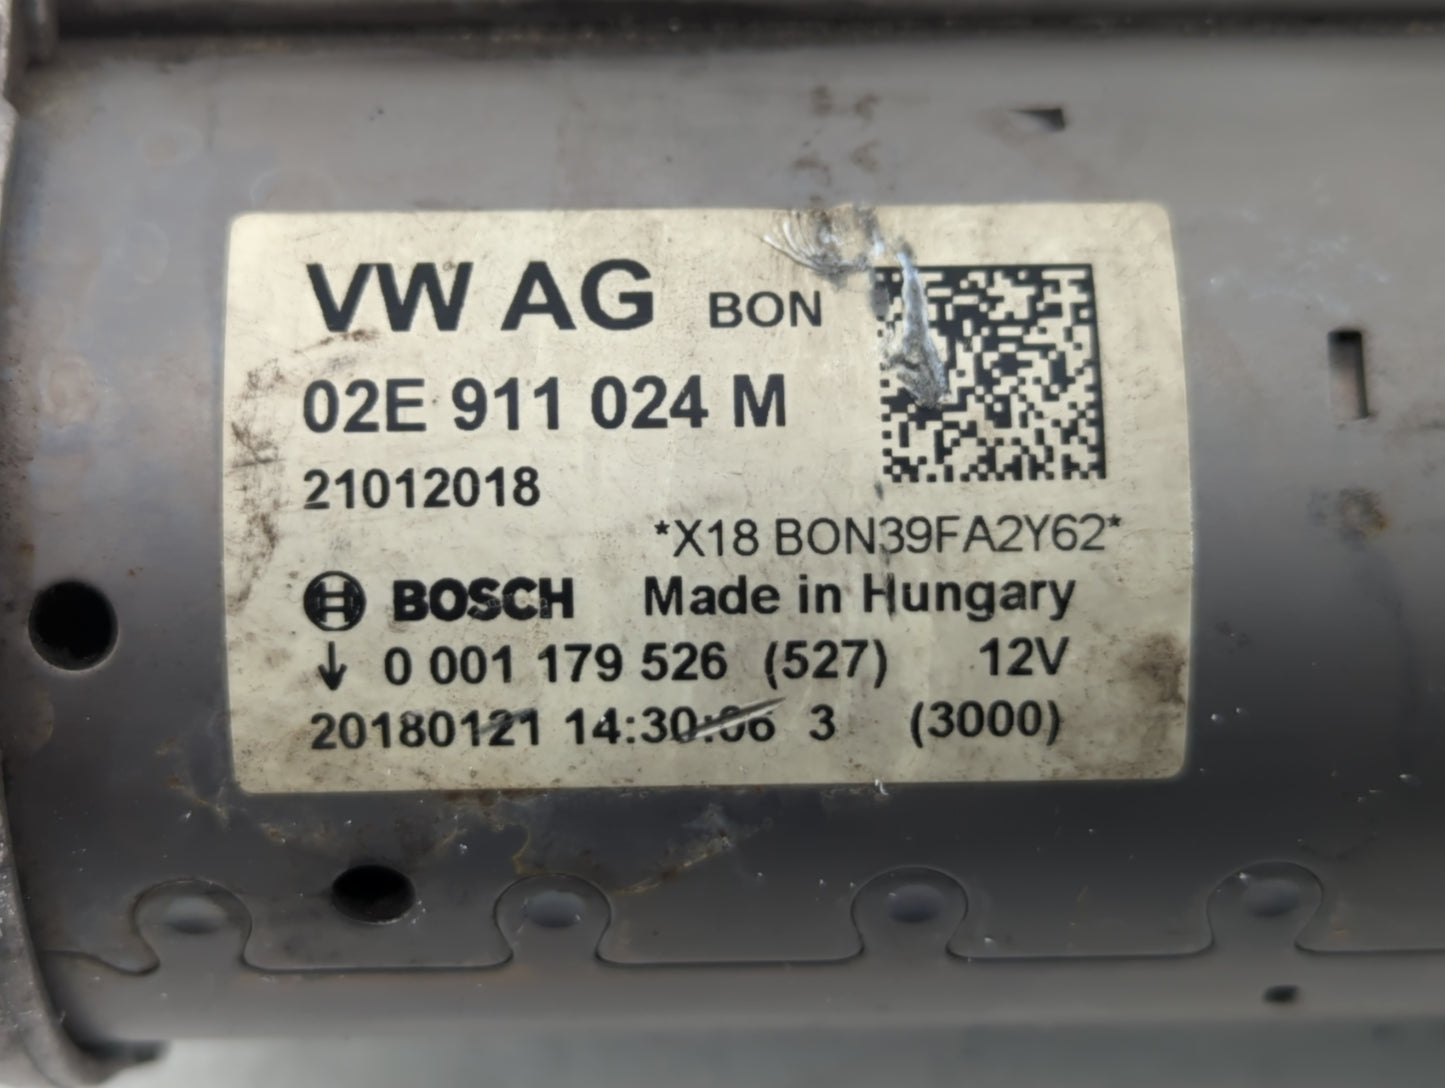 VW AG BON
02E 911 024 M
21012018
*X18 BON39FA2Y62*
BOSCH Made in Hungary
↓ 0 001 179 526 (527) 12V
20180121 14:30:06 3 (3000)